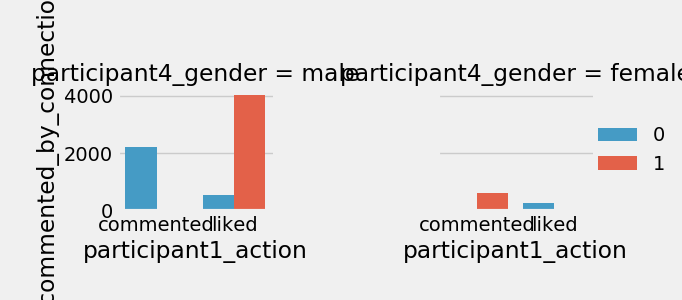 commented_by_connectio
participant4_gender = male
participant4_gender = female
4000
2000
0
commented
liked
commented
liked
participant1_action
participant1_action
0
1